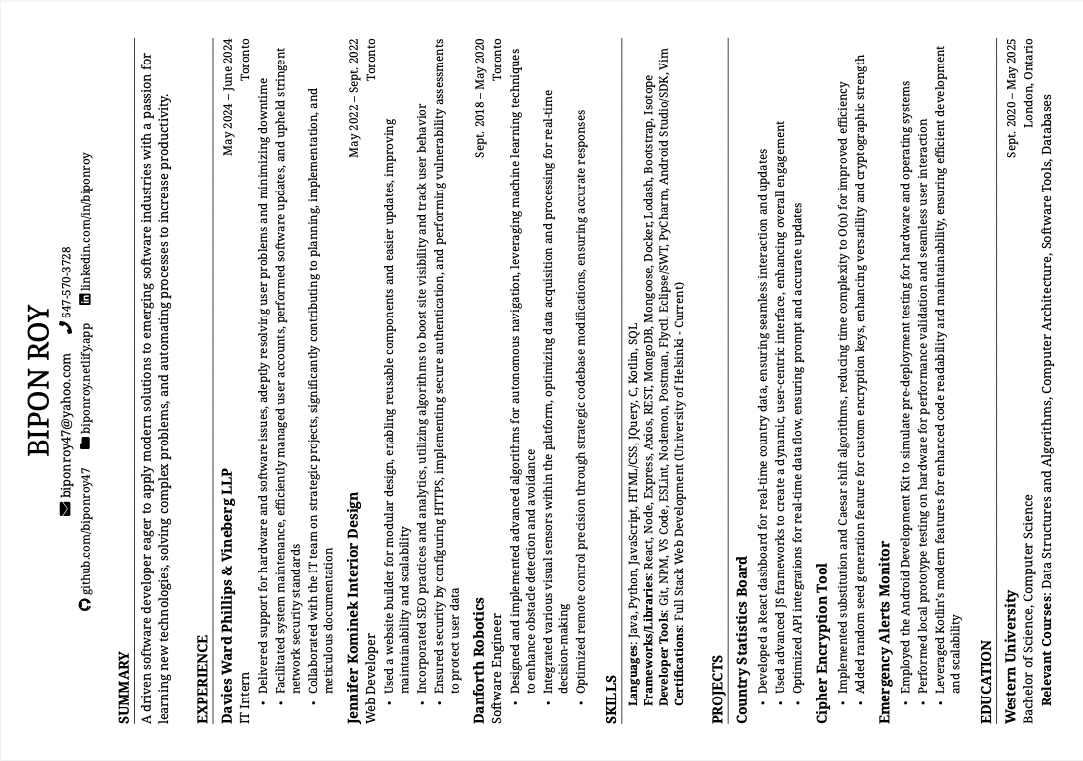 BIPON ROY
biponroy47@yahoo.com 647-570-3728
github.com/biponroy47 biponroy.netlify.app linkedin.com/in/biponroy
SUMMARY
A driven software developer eager to apply modern solutions to emerging software industries with a passion for
learning new technologies, solving complex problems, and automating processes to increase productivity.
EXPERIENCE
Davies Ward Phillips & Vineberg LLP May 2024 – June 2024
IT Intern Toronto
• Delivered support for hardware and software issues, adeptly resolving user problems and minimizing downtime
• Facilitated system maintenance, efficiently managed user accounts, performed software updates, and upheld stringent
network security standards
• Collaborated with the IT team on strategic projects, significantly contributing to planning, implementation, and
meticulous documentation
Jennifer Kominek Interior Design May 2022 – Sept. 2022
Web Developer Toronto
• Used a website builder for modular design, enabling reusable components and easier updates, improving
maintainability and scalability
• Incorporated SEO practices and analytics, utilizing algorithms to boost site visibility and track user behavior
• Ensured security by configuring HTTPS, implementing secure authentication, and performing vulnerability assessments
to protect user data
Danforth Robotics Sept. 2018 – May 2020
Software Engineer Toronto
• Designed and implemented advanced algorithms for autonomous navigation, leveraging machine learning techniques
to enhance obstacle detection and avoidance
• Integrated various visual sensors within the platform, optimizing data acquisition and processing for real-time
decision-making
• Optimized remote control precision through strategic codebase modifications, ensuring accurate responses
SKILLS
Languages: Java, Python, JavaScript, HTML/CSS, JQuery, C, Kotlin, SQL
Frameworks/Libraries: React, Node, Express, Axios, REST, MongoDB, Mongoose, Docker, Lodash, Bootstrap, Isotope
Developer Tools: Git, NPM, VS Code, ESLint, Nodemon, Postman, Flyctl, Eclipse/SWT, PyCharm, Android Studio/SDK, Vim
Certifications: Full Stack Web Development (University of Helsinki - Current)
PROJECTS
Country Statistics Board
• Developed a React dashboard for real-time country data, ensuring seamless interaction and updates
• Used advanced JS frameworks to create a dynamic, user-centric interface, enhancing overall engagement
• Optimized API integrations for real-time data flow, ensuring prompt and accurate updates
Cipher Encryption Tool
• Implemented substitution and Caesar shift algorithms, reducing time complexity to O(n) for improved efficiency
• Added random seed generation feature for custom encryption keys, enhancing versatility and cryptographic strength
Emergency Alerts Monitor
• Employed the Android Development Kit to simulate pre-deployment testing for hardware and operating systems
• Performed local prototype testing on hardware for performance validation and seamless user interaction
• Leveraged Kotlin's modern features for enhanced code readability and maintainability, ensuring efficient development
and scalability
EDUCATION
Western University Sept. 2020 – May 2025
Bachelor of Science, Computer Science London, Ontario
Relevant Courses: Data Structures and Algorithms, Computer Architecture, Software Tools, Databases